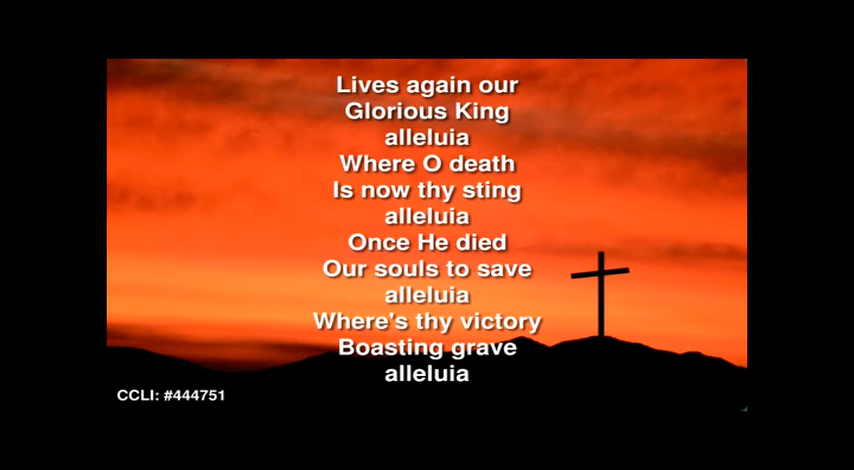 Lives again our
Glorious King
alleluia
Where O death
Is now thy sting
alleluia
Once He died
Our souls to save
alleluia
Where's thy victory
Boasting grave
alleluia
CCLI: #444751